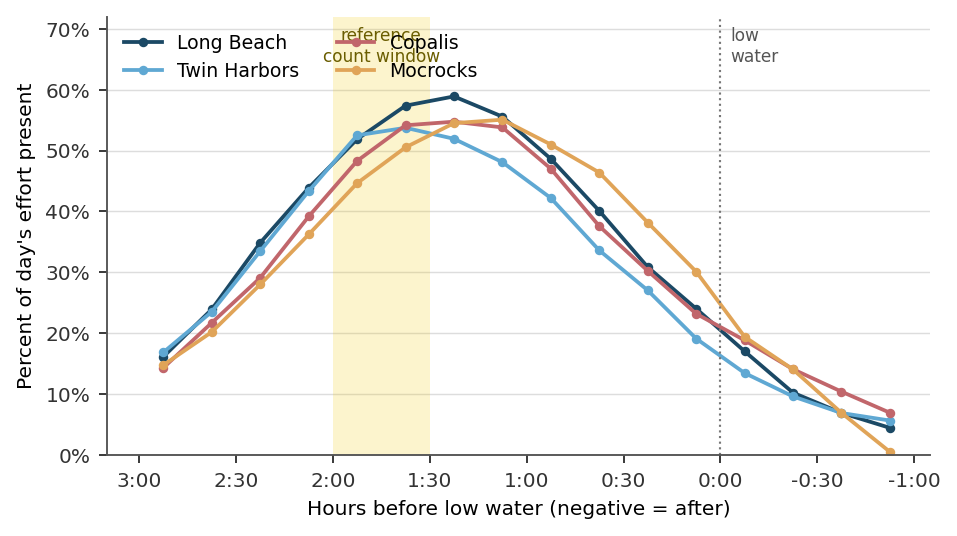 70%
60%
50%
40%
30%
20%
10%
0%
Percent of day's effort present
Long Beach
Twin Harbors
Copalis
Mocrocks
reference
count window
low
water
3:00
2:30
2:00
1:30
1:00
0:30
0:00
-0:30
-1:00
Hours before low water (negative = after)